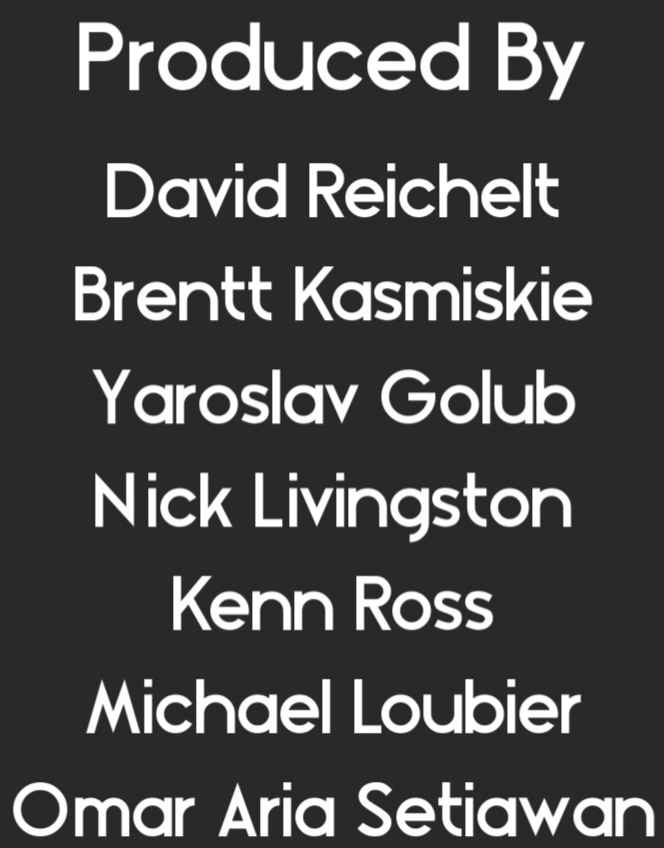 Produced By
David Reichelt
Brentt Kasmiskie
Yaroslav Golub
Nick Livingston
Kenn Ross
Michael Loubier
Omar Aria Setiawan